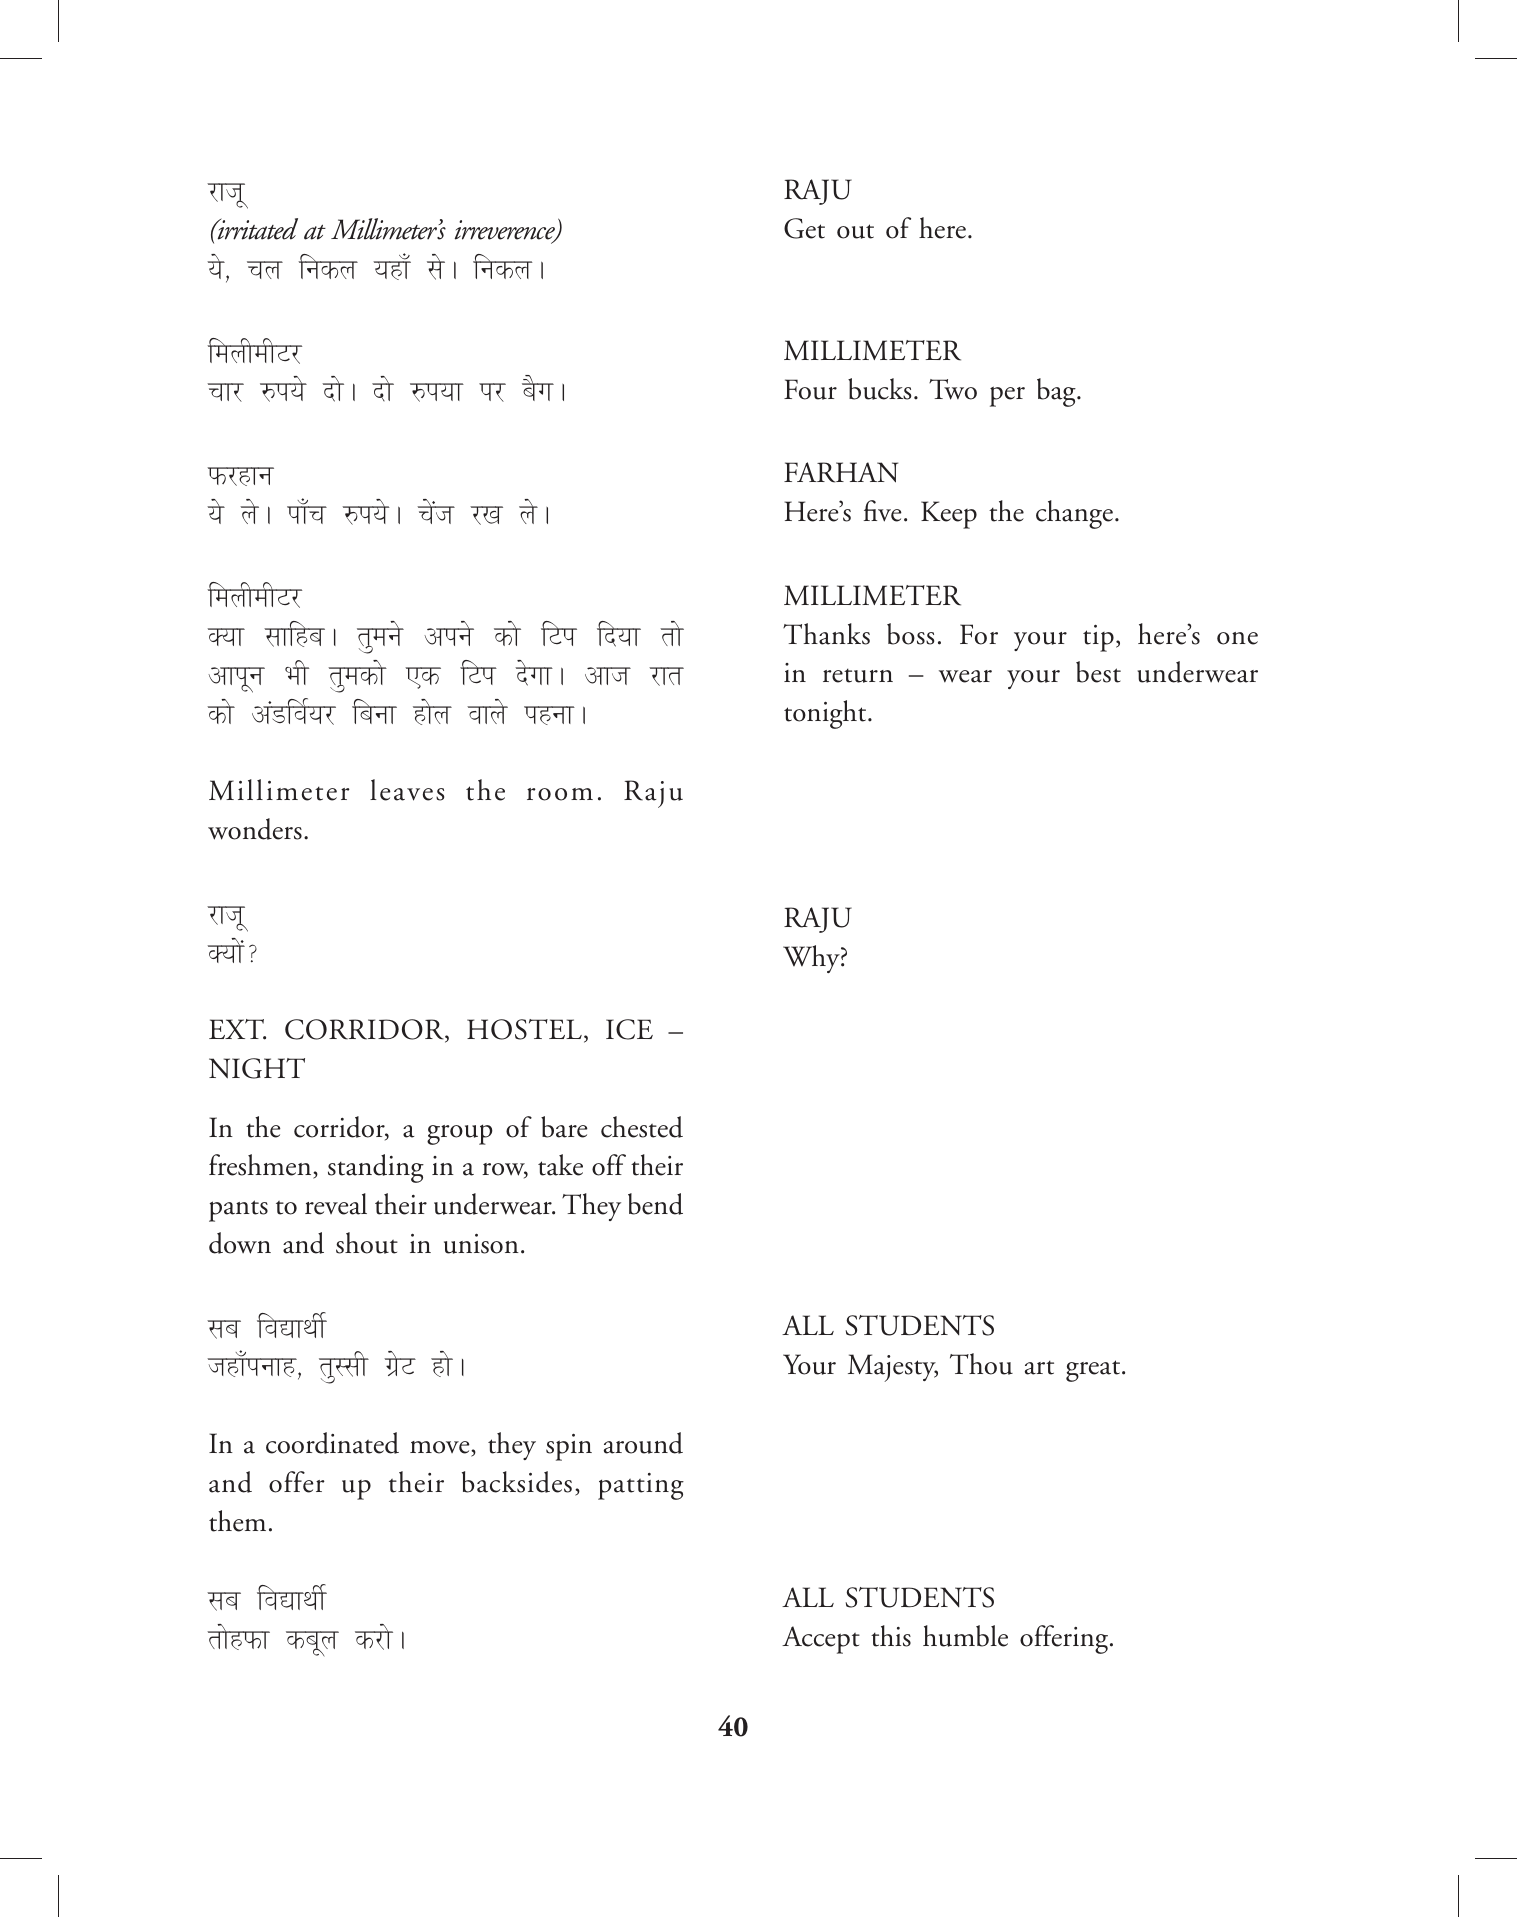 राजू
(irritated at Millimeter’s irreverence)
ये, चल निकल यहाँ से। निकल।
RAJU
Get out of here.
मिलीमीटर
चार रुपये दो। दो रुपया पर बैग।
MILLIMETER
Four bucks. Two per bag.
फरहान
ये ले। पाँच रुपये। चेंज रख ले।
FARHAN
Here’s five. Keep the change.
मिलीमीटर
क्या साहिब। तुमने अपने को टिप दिया तो
आपून भी तुमको एक टिप देगा। आज रात
को अंडर्वियर बिना होल वाले पहना।
MILLIMETER
Thanks boss. For your tip, here’s one
in return – wear your best underwear
tonight.
Millimeter leaves the room. Raju
wonders.
राजू
क्यों?
RAJU
Why?
EXT. CORRIDOR, HOSTEL, ICE –
NIGHT
In the corridor, a group of bare chested
freshmen, standing in a row, take off their
pants to reveal their underwear. They bend
down and shout in unison.
सब विद्यार्थी
जहाँपनाह, तुस्सी ग्रेट हो।
ALL STUDENTS
Your Majesty, Thou art great.
In a coordinated move, they spin around
and offer up their backsides, patting
them.
सब विद्यार्थी
तोहफा कबूल करो।
ALL STUDENTS
Accept this humble offering.
40